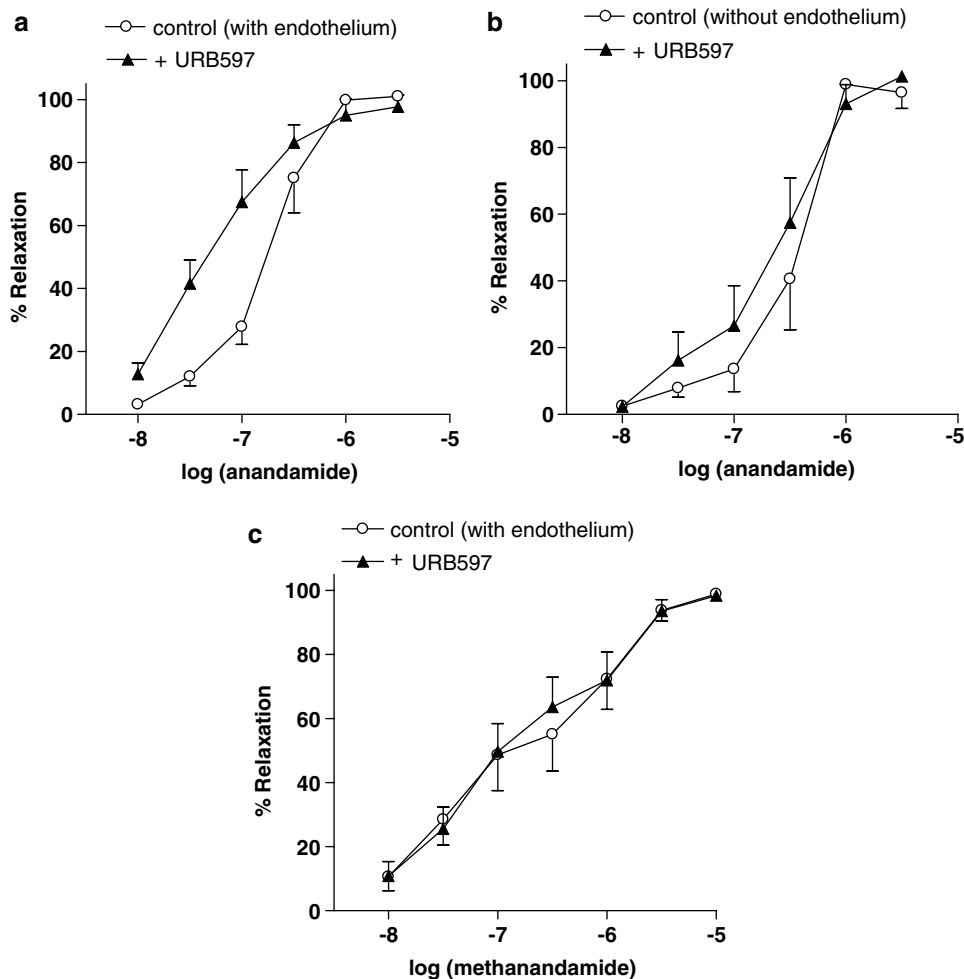 a
control (with endothelium)
+ URB597
% Relaxation
100
80
60
40
20
0
-8 -7 -6 -5
log (anandamide)
b
control (without endothelium)
+ URB597
% Relaxation
100
80
60
40
20
0
-8 -7 -6 -5
log (anandamide)
c
control (with endothelium)
+ URB597
% Relaxation
100
80
60
40
20
0
-8 -7 -6 -5
log (methanandamide)